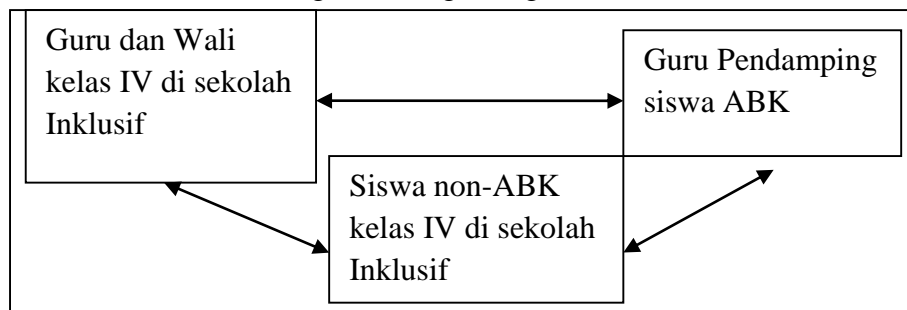 Guru dan Wali
kelas IV di sekolah
Inklusif
Guru Pendamping
siswa ABK
Siswa non-ABK
kelas IV di sekolah
Inklusif